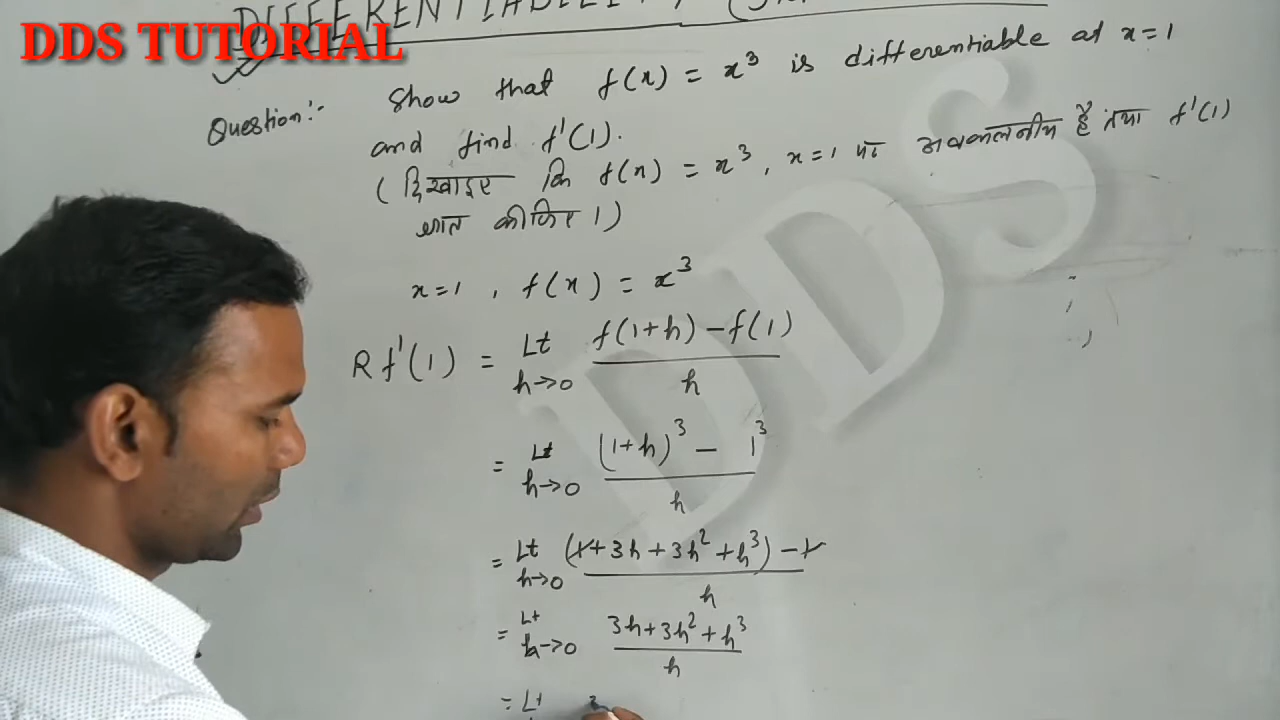 DIFFERENTIABILITY
DDS TUTORIAL
Question:- Show that f(x) = x³ is differentiable at x=1
and find f'(1).
(दिखाइए कि f(x) = x³, x=1 पर अवकलनीय है तथा f'(1)
ज्ञात कीजिए।)
x=1, f(x) = x³
Rf'(1) = Lt h→0 f(1+h) - f(1) / h
= Lt h→0 (1+h)³ - 1³ / h
= Lt h→0 (1+3h+3h²+h³) - 1 / h
= Lt h→0 3h+3h²+h³ / h
= Lt
DDS